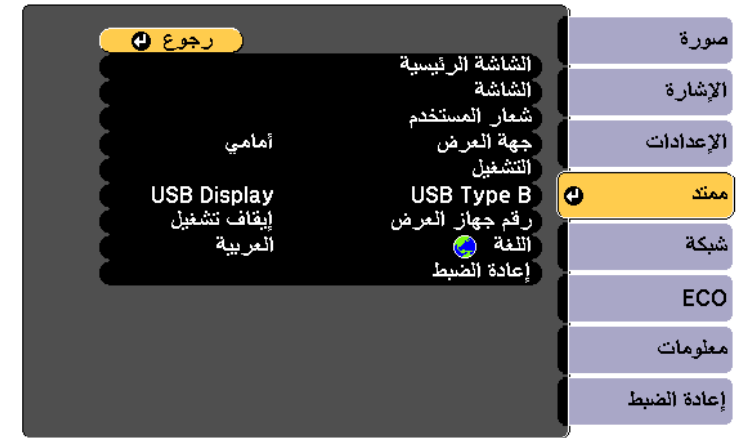 صورة
الإشارة
الإعدادات
ممتد
شبكة
ECO
معلومات
إعادة الضبط
رجوع
الشاشة الرئيسية
الشاشة
شعار المستخدم
جهة العرض أمامي
التشغيل
USB Type B USB Display
رقم جهاز العرض إيقاف تشغيل
اللغة العربية
إعادة الضبط